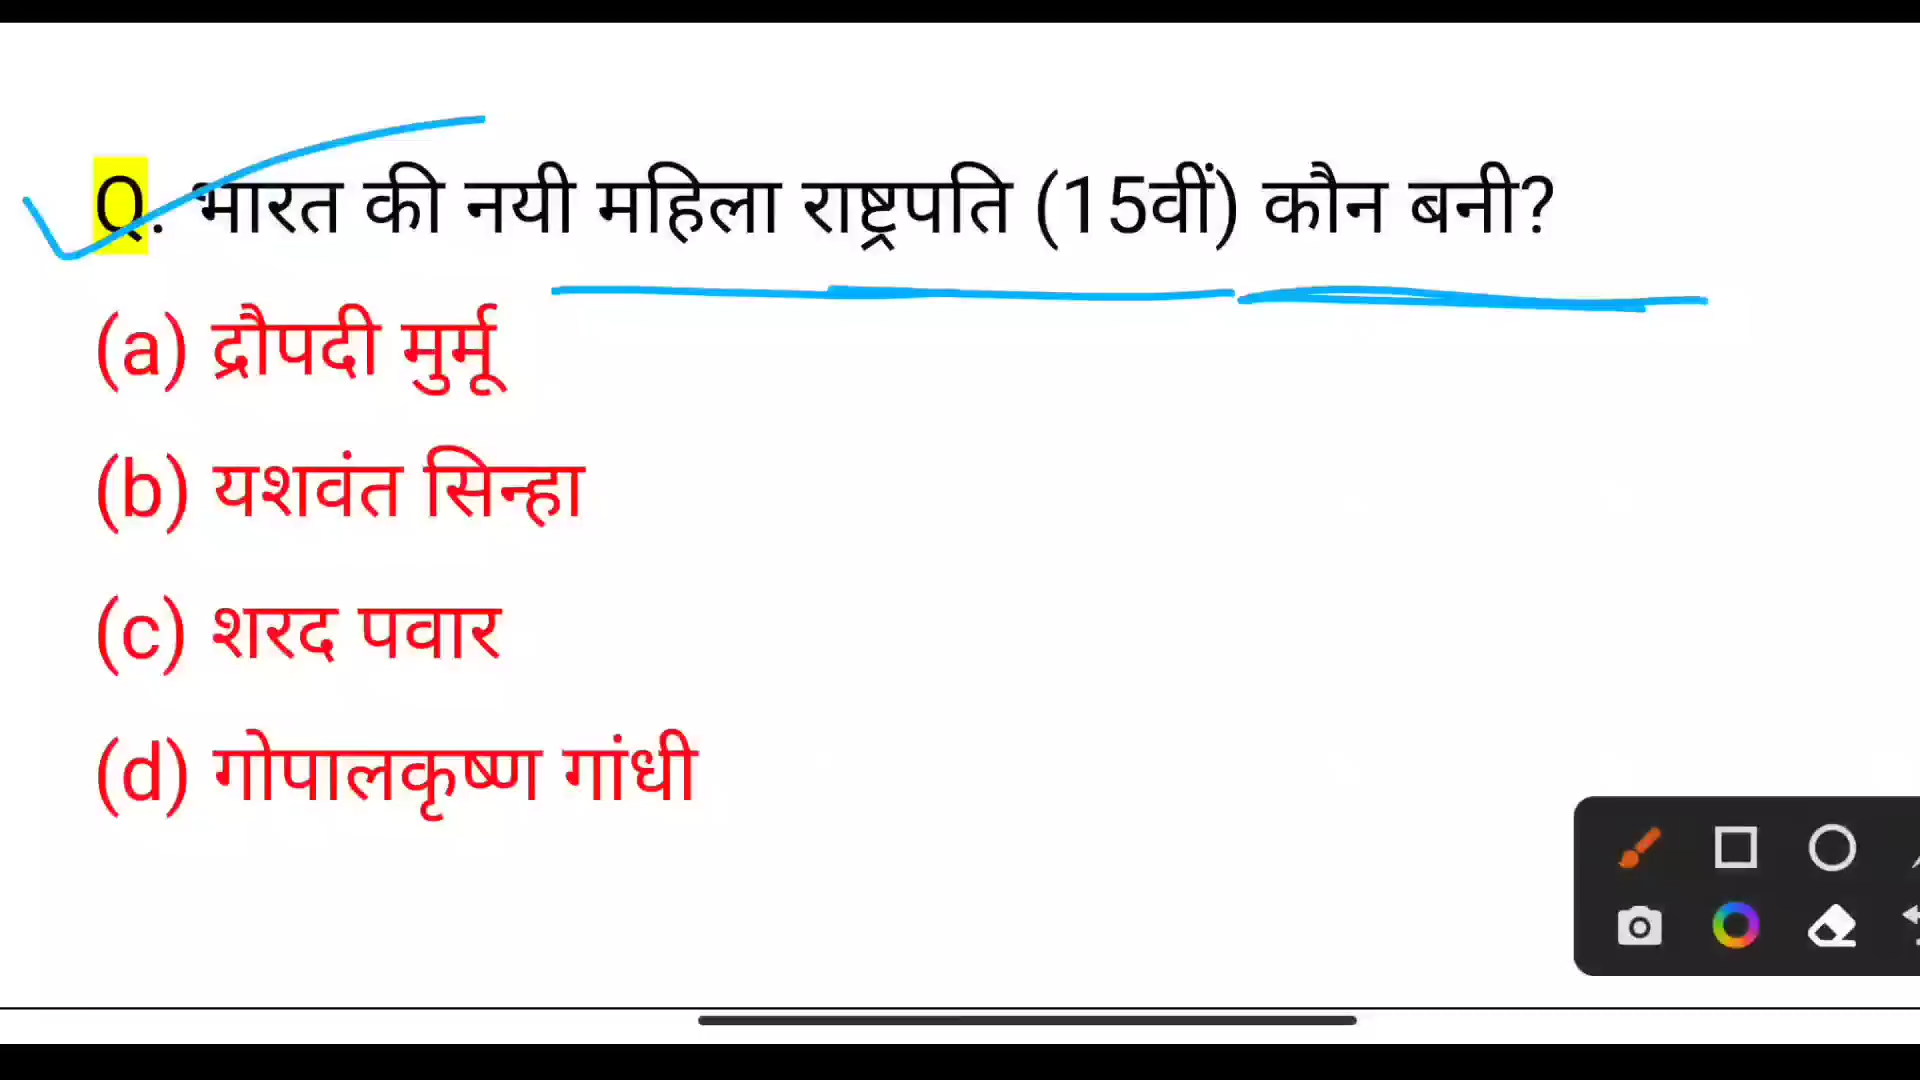 Q. भारत की नयी महिला राष्ट्रपति (15वीं) कौन बनी?
(a) द्रौपदी मुर्मू
(b) यशवंत सिन्हा
(c) शरद पवार
(d) गोपालकृष्ण गांधी